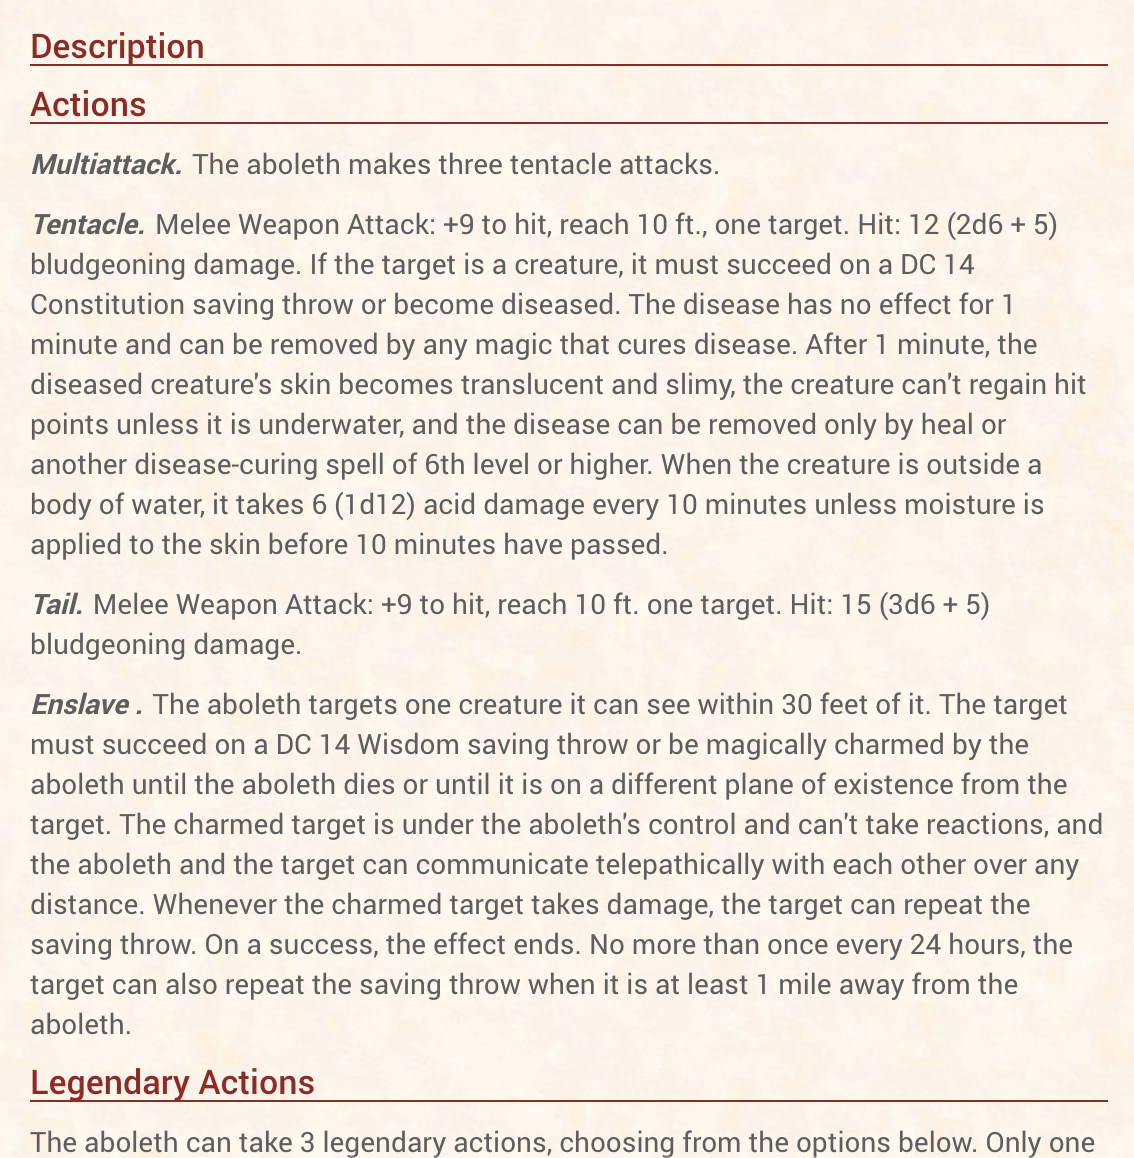 Description
Actions
Multiattack. The aboleth makes three tentacle attacks.
Tentacle. Melee Weapon Attack: +9 to hit, reach 10 ft., one target. Hit: 12 (2d6 + 5)
bludgeoning damage. If the target is a creature, it must succeed on a DC 14
Constitution saving throw or become diseased. The disease has no effect for 1
minute and can be removed by any magic that cures disease. After 1 minute, the
diseased creature's skin becomes translucent and slimy, the creature can't regain hit
points unless it is underwater, and the disease can be removed only by heal or
another disease-curing spell of 6th level or higher. When the creature is outside a
body of water, it takes 6 (1d12) acid damage every 10 minutes unless moisture is
applied to the skin before 10 minutes have passed.
Tail. Melee Weapon Attack: +9 to hit, reach 10 ft. one target. Hit: 15 (3d6 + 5)
bludgeoning damage.
Enslave . The aboleth targets one creature it can see within 30 feet of it. The target
must succeed on a DC 14 Wisdom saving throw or be magically charmed by the
aboleth until the aboleth dies or until it is on a different plane of existence from the
target. The charmed target is under the aboleth's control and can't take reactions, and
the aboleth and the target can communicate telepathically with each other over any
distance. Whenever the charmed target takes damage, the target can repeat the
saving throw. On a success, the effect ends. No more than once every 24 hours, the
target can also repeat the saving throw when it is at least 1 mile away from the
aboleth.
Legendary Actions
The aboleth can take 3 legendary actions, choosing from the options below. Only one